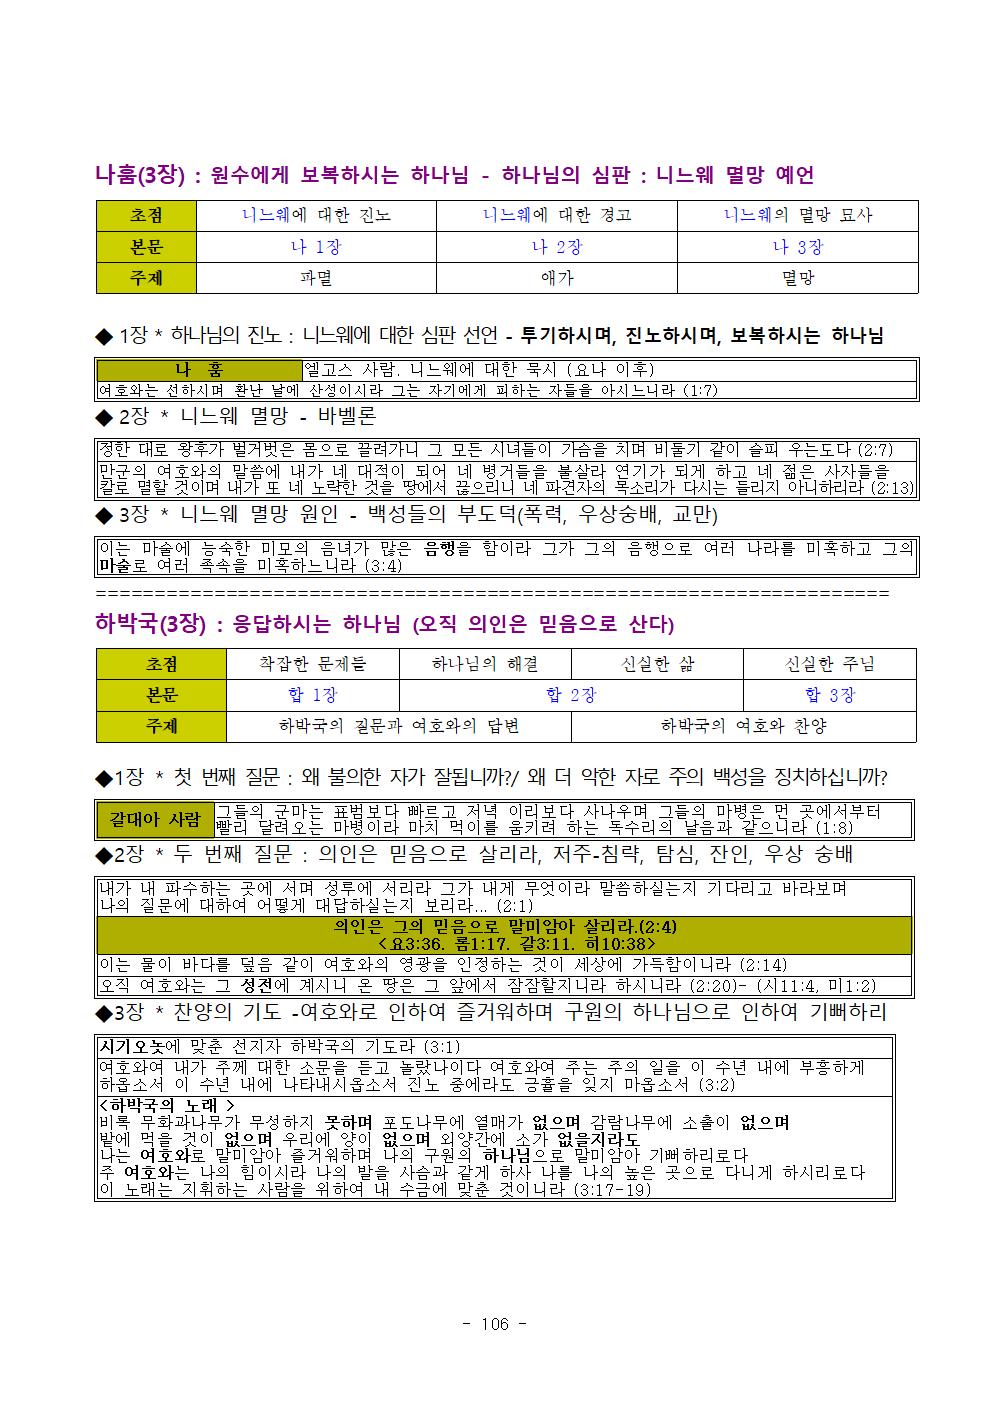 나훔(3장) : 원수에게 보복하시는 하나님 - 하나님의 심판 : 니느웨 멸망 예언
초점 니느웨에 대한 진노 니느웨에 대한 경고 니느웨의 멸망 묘사
본문 나 1장 나 2장 나 3장
주제 파멸 애가 멸망
◆ 1장 * 하나님의 진노 : 니느웨에 대한 심판 선언 - 투기하시며, 진노하시며, 보복하시는 하나님
나 훔 엘고스 사람. 니느웨에 대한 묵시 (요나 이후)
여호와는 선하시며 환난 날에 산성이시라 그는 자기에게 피하는 자들을 아시느니라 (1:7)
◆ 2장 * 니느웨 멸망 - 바벨론
정한 대로 왕후가 벌거벗은 몸으로 끌려가니 그 모든 시녀들이 가슴을 치며 비둘기 같이 슬피 우는도다 (2:7)
만군의 여호와의 말씀에 내가 네 대적이 되어 네 병거들을 불살라 연기가 되게 하고 네 젊은 사자들을
칼로 멸할 것이며 내가 또 네 노략한 것을 땅에서 끊으리니 네 파견자의 목소리가 다시는 들리지 아니하리라 (2:13)
◆ 3장 * 니느웨 멸망 원인 - 백성들의 부도덕(폭력, 우상숭배, 교만)
이는 마술에 능숙한 미모의 음녀가 많은 음행을 함이라 그가 그의 음행으로 여러 나라를 미혹하고 그의
마술로 여러 족속을 미혹하느니라 (3:4)
===================================================================
하박국(3장) : 응답하시는 하나님 (오직 의인은 믿음으로 산다)
초점 착잡한 문제들 하나님의 해결 신실한 삶 신실한 주님
본문 합 1장 합 2장 합 3장
주제 하박국의 질문과 여호와의 답변 하박국의 여호와 찬양
◆1장 * 첫 번째 질문 : 왜 불의한 자가 잘됩니까?/ 왜 더 악한 자로 주의 백성을 징치하십니까?
갈대아 사람 그들의 군마는 표범보다 빠르고 저녁 이리보다 사나우며 그들의 마병은 먼 곳에서부터
빨리 달려오는 마병이라 마치 먹이를 움키려 하는 독수리의 날음과 같으니라 (1:8)
◆2장 * 두 번째 질문 : 의인은 믿음으로 살리라, 저주-침략, 탐심, 잔인, 우상 숭배
내가 내 파수하는 곳에 서며 성루에 서리라 그가 내게 무엇이라 말씀하실는지 기다리고 바라보며
나의 질문에 대하여 어떻게 대답하실는지 보리라... (2:1)
의인은 그의 믿음으로 말미암아 살리라.(2:4)
<요3:36. 롬1:17. 갈3:11. 히10:38>
이는 물이 바다를 덮음 같이 여호와의 영광을 인정하는 것이 세상에 가득함이니라 (2:14)
오직 여호와는 그 성전에 계시니 온 땅은 그 앞에서 잠잠할지니라 하시니라 (2:20)- (시11:4, 미1:2)
◆3장 * 찬양의 기도 -여호와로 인하여 즐거워하며 구원의 하나님으로 인하여 기뻐하리
시기오놋에 맞춘 선지자 하박국의 기도라 (3:1)
여호와여 내가 주께 대한 소문을 듣고 놀랐나이다 여호와여 주는 주의 일을 이 수년 내에 부흥하게
하옵소서 이 수년 내에 나타내시옵소서 진노 중에라도 긍휼을 잊지 마옵소서 (3:2)
<하박국의 노래 >
비록 무화과나무가 무성하지 못하며 포도나무에 열매가 없으며 감람나무에 소출이 없으며
밭에 먹을 것이 없으며 우리에 양이 없으며 외양간에 소가 없을지라도
나는 여호와로 말미암아 즐거워하며 나의 구원의 하나님으로 말미암아 기뻐하리로다
주 여호와는 나의 힘이시라 나의 발을 사슴과 같게 하사 나를 나의 높은 곳으로 다니게 하시리로다
이 노래는 지휘하는 사람을 위하여 내 수금에 맞춘 것이니라 (3:17-19)
- 106 -